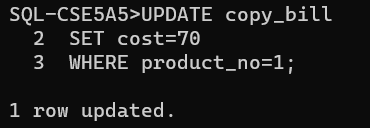 SQL-CSE5A5>UPDATE copy_bill
  2  SET cost=70
  3  WHERE product_no=1;

1 row updated.